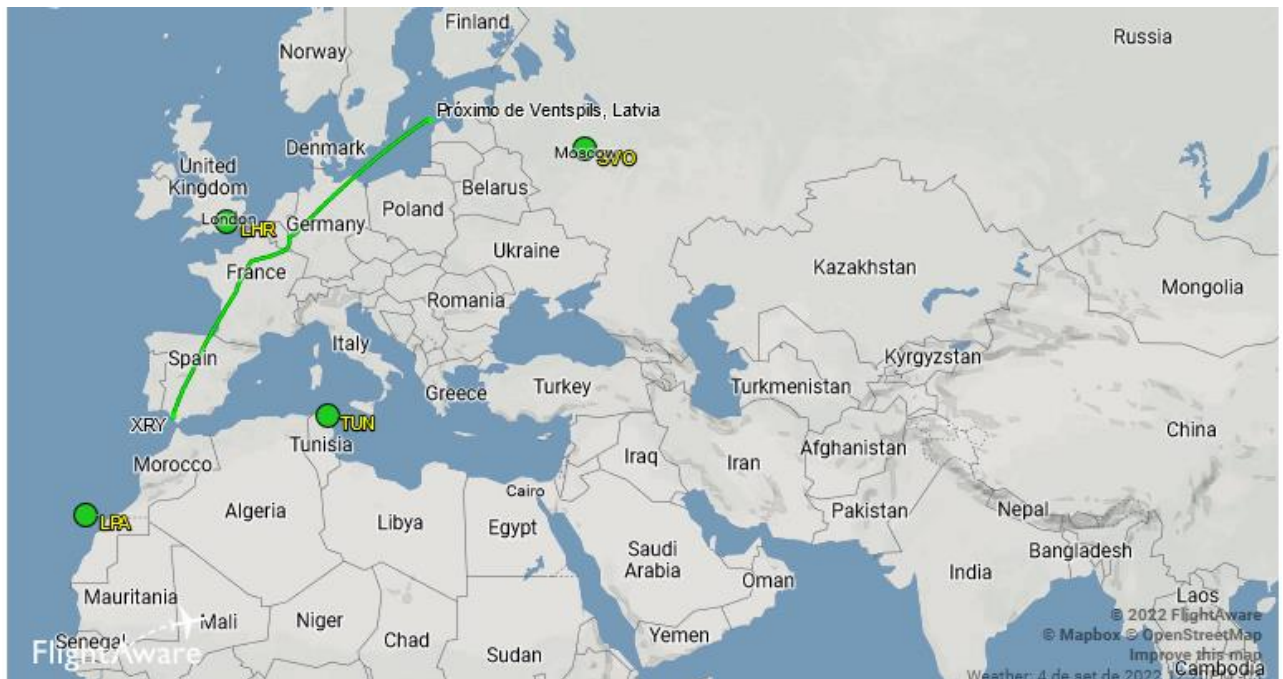 Finland
Norway
Russia
Próximo de Ventspils, Latvia
Denmark
Moscow
SVO
United
Kingdom
Belarus
London
LHR
Germany
Poland
Ukraine
France
Kazakhstan
Romania
Mongolia
Italy
Spain
Kyrgyzstan
Greece
Turkey
Turkmenistan
XRY
TUN
Tunisia
China
Morocco
Iraq
Iran
Afghanistan
LPA
Algeria
Libya
Cairo
Egypt
Pakistan
Nepal
Saudi
Arabia
Bangladesh
India
Oman
Mauritania
Mali
Niger
Laos
© 2022 FlightAware
Chad
Yemen
© Mapbox © OpenStreetMap
Senegal
FlightAware
Sudan
Improve this map
Cambodia
Weather: 4 de set de 2022